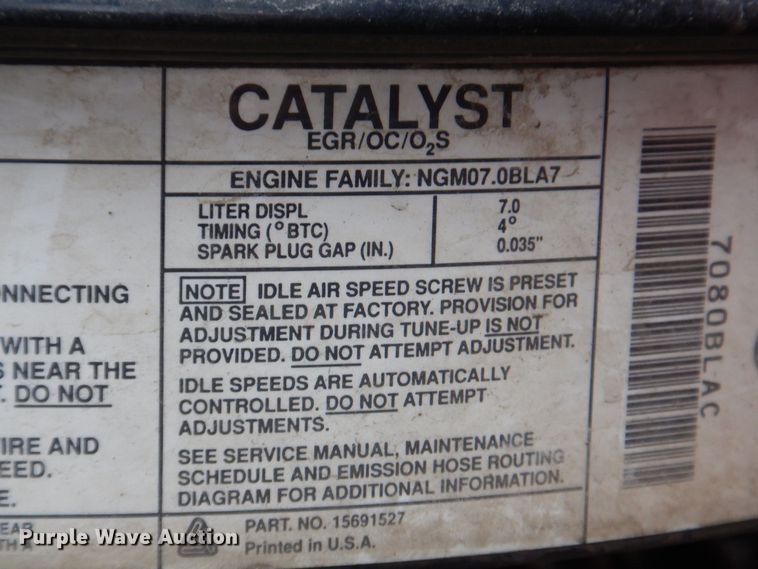 CATALYST
EGR/OC/O₂S
ENGINE FAMILY: NGM07.0BLA7
LITER DISPL 7.0
TIMING (°BTC) 4°
SPARK PLUG GAP (IN.) 0.035"
NOTE IDLE AIR SPEED SCREW IS PRESET
AND SEALED AT FACTORY. PROVISION FOR
ADJUSTMENT DURING TUNE-UP IS NOT
PROVIDED. DO NOT ATTEMPT ADJUSTMENT.
IDLE SPEEDS ARE AUTOMATICALLY
CONTROLLED. DO NOT ATTEMPT
ADJUSTMENTS.
SEE SERVICE MANUAL, MAINTENANCE
SCHEDULE AND EMISSION HOSE ROUTING
DIAGRAM FOR ADDITIONAL INFORMATION.
PART. NO. 15691527
Printed in U.S.A.
ONNECTING
WITH A
S NEAR THE
. DO NOT
IRE AND
EED.
E.
EAR
TH A
7080BLAC
Purple Wave Auction